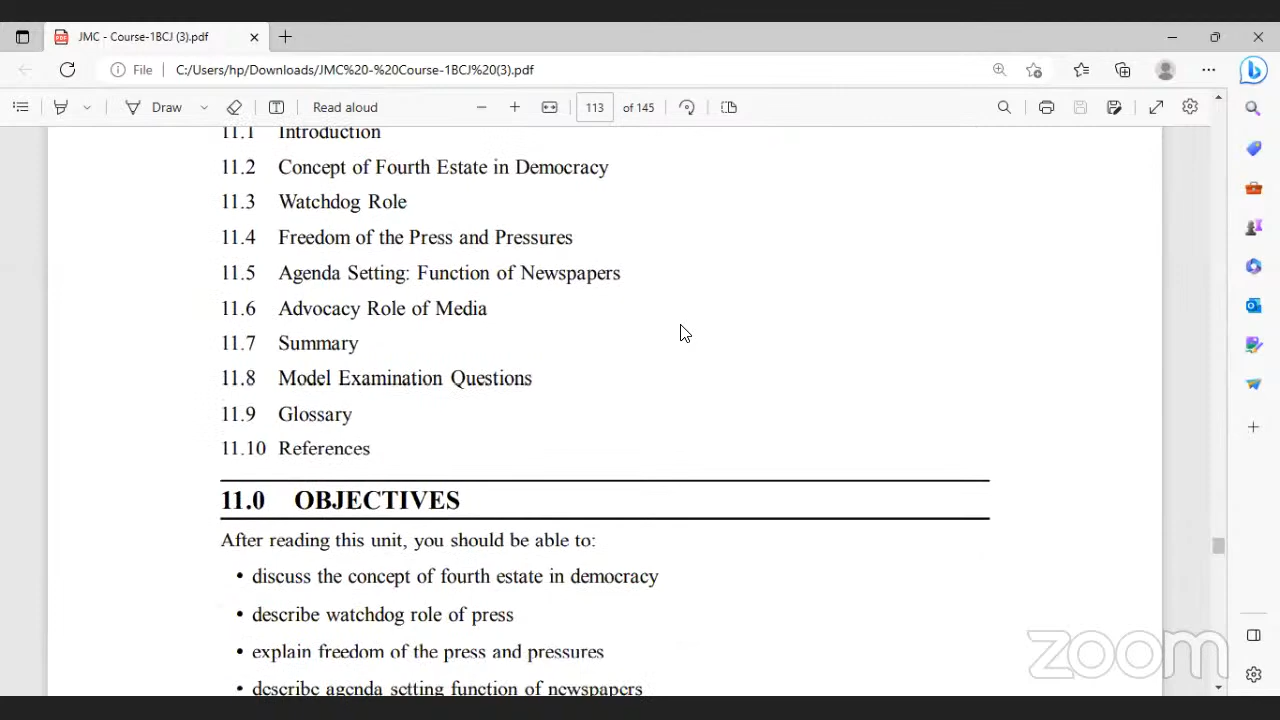 JMC - Course-1BCJ (3).pdf
File
C:/Users/hp/Downloads/JMC%20-%20Course-1BCJ%20(3).pdf
Draw
Read aloud
113 of 145
11.1 Introduction
11.2 Concept of Fourth Estate in Democracy
11.3 Watchdog Role
11.4 Freedom of the Press and Pressures
11.5 Agenda Setting: Function of Newspapers
11.6 Advocacy Role of Media
11.7 Summary
11.8 Model Examination Questions
11.9 Glossary
11.10 References
11.0 OBJECTIVES
After reading this unit, you should be able to:
• discuss the concept of fourth estate in democracy
• describe watchdog role of press
• explain freedom of the press and pressures
• describe agenda setting function of newspapers
zoom